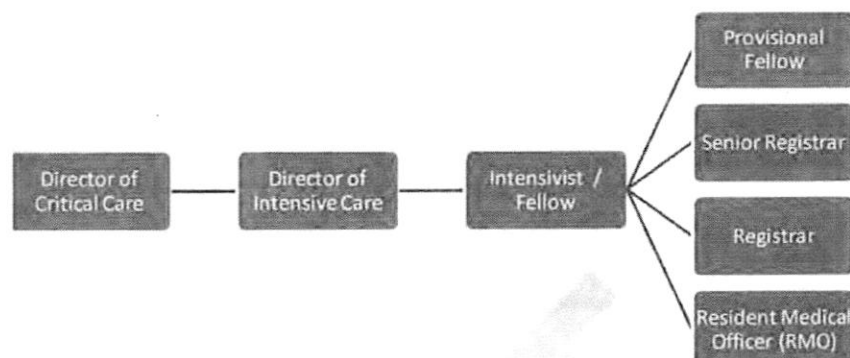 Director of
Critical Care
Director of
Intensive Care
Intensivist /
Fellow
Provisional
Fellow
Senior Registrar
Registrar
Resident Medical
Officer (RMO)